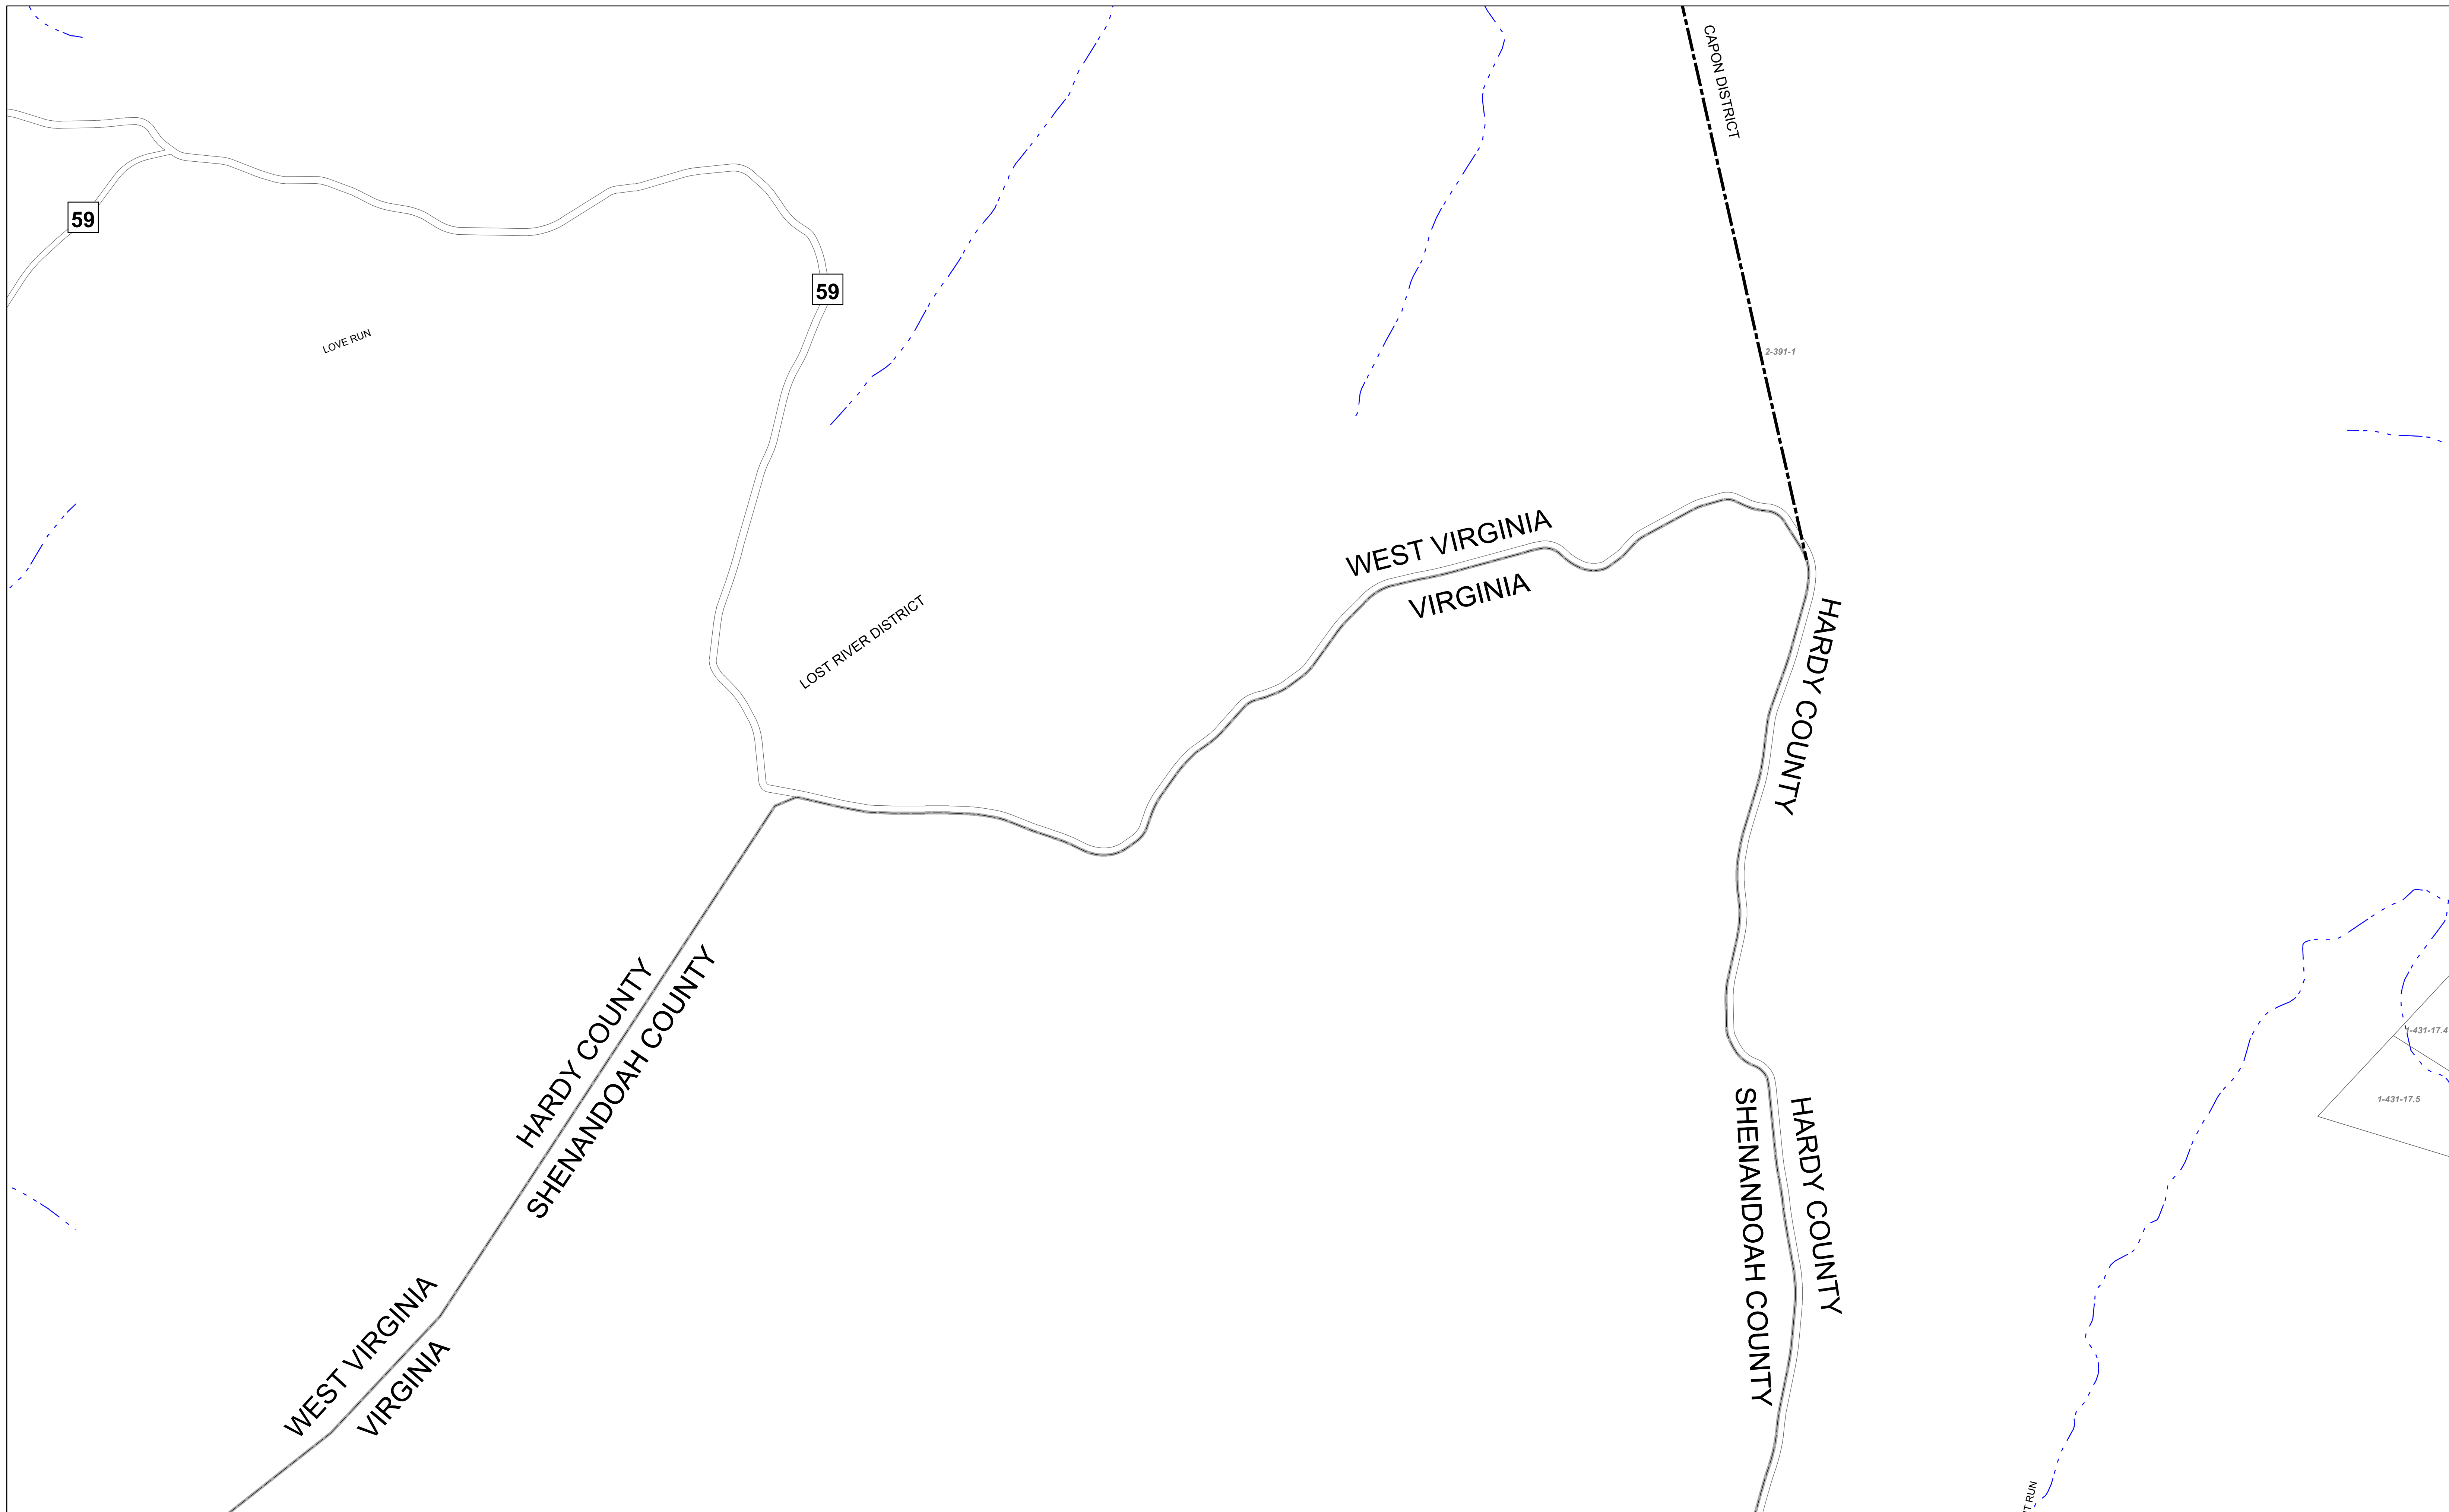 CAPON DISTRICT
59
59
LOVE RUN
2-391-1
WEST VIRGINIA
VIRGINIA
LOST RIVER DISTRICT
HARDY COUNTY
HARDY COUNTY
SHENANDOAH COUNTY
1-431-17.4
1-431-17.5
SHENANDOAH COUNTY
HARDY COUNTY
WEST VIRGINIA
VIRGINIA
T RUN